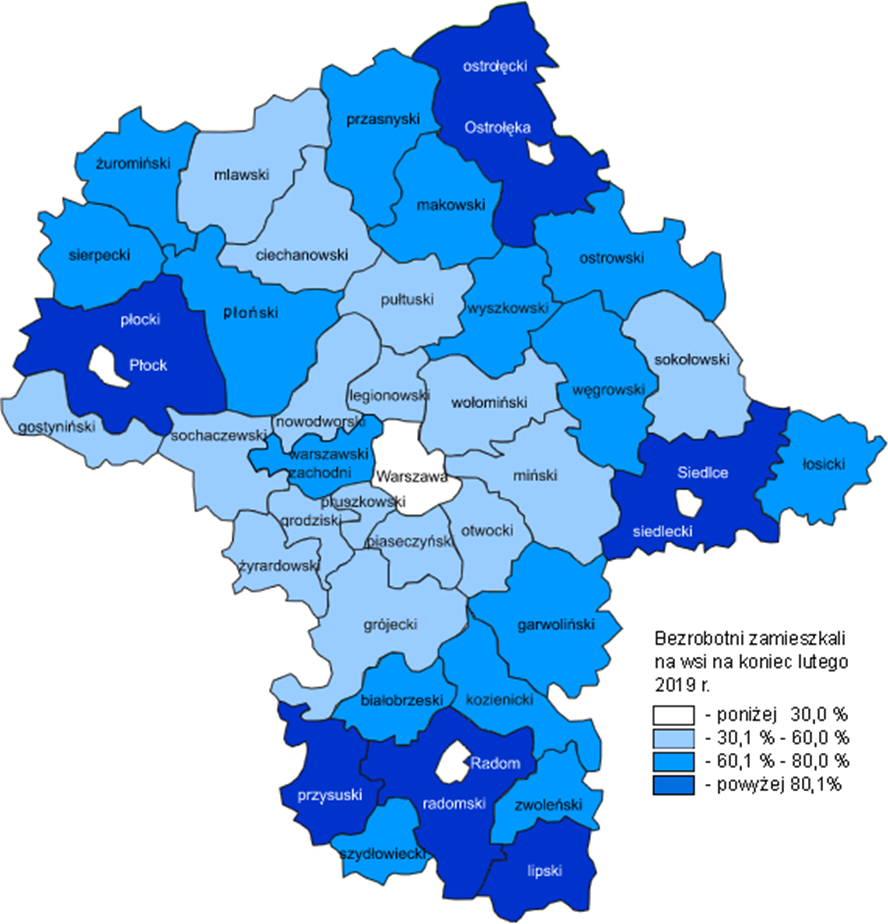 ostrołęcki
Ostrołęka
przasnyski
żuromiński
mlawski
makowski
sierpecki
ciechanowski
ostrowski
pułtuski
wyszkowski
płoński
płocki
Płock
sokołowski
węgrowski
legionowski
wołomiński
gostyniński
nowodworski
sochaczewski
warszawski
zachodni
Warszawa
Siedlce
łosicki
miński
pruszkowski
grodziski
siedlecki
otwocki
piaseczyński
żyrardowski
grójecki
garwoliński
białobrzeski
kozienicki
Radom
przysuski
radomski
zwoleński
szydłowiecki
lipski
Bezrobotni zamieszkali
na wsi na koniec lutego
2019 r.
- poniżej 30,0 %
- 30,1 % - 60,0 %
- 60,1 % - 80,0 %
- powyżej 80,1%